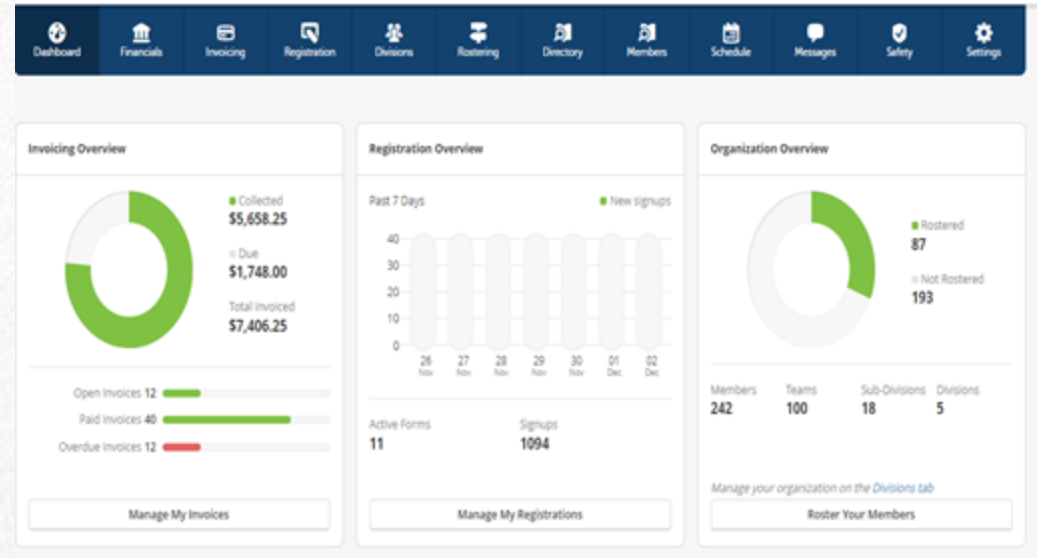 Dashboard Financials Invoicing Registration Divisions Rostering Directory Members Schedule Messages Safety Settings
Invoicing Overview
Collected
$5,658.25
Due
$1,748.00
Total Invoiced
$7,406.25
Open Invoices 12
Paid Invoices 40
Overdue Invoices 12
Manage My Invoices
Registration Overview
Past 7 Days New signups
40
30
20
10
0
26 27 28 29 30 01 02
Nov Nov Nov Nov Nov Dec Dec
Active Forms Signups
11 1094
Manage My Registrations
Organization Overview
Rostered
87
Not Rostered
193
Members Teams Sub-Divisions Divisions
242 100 18 5
Manage your organization on the Divisions tab
Roster Your Members